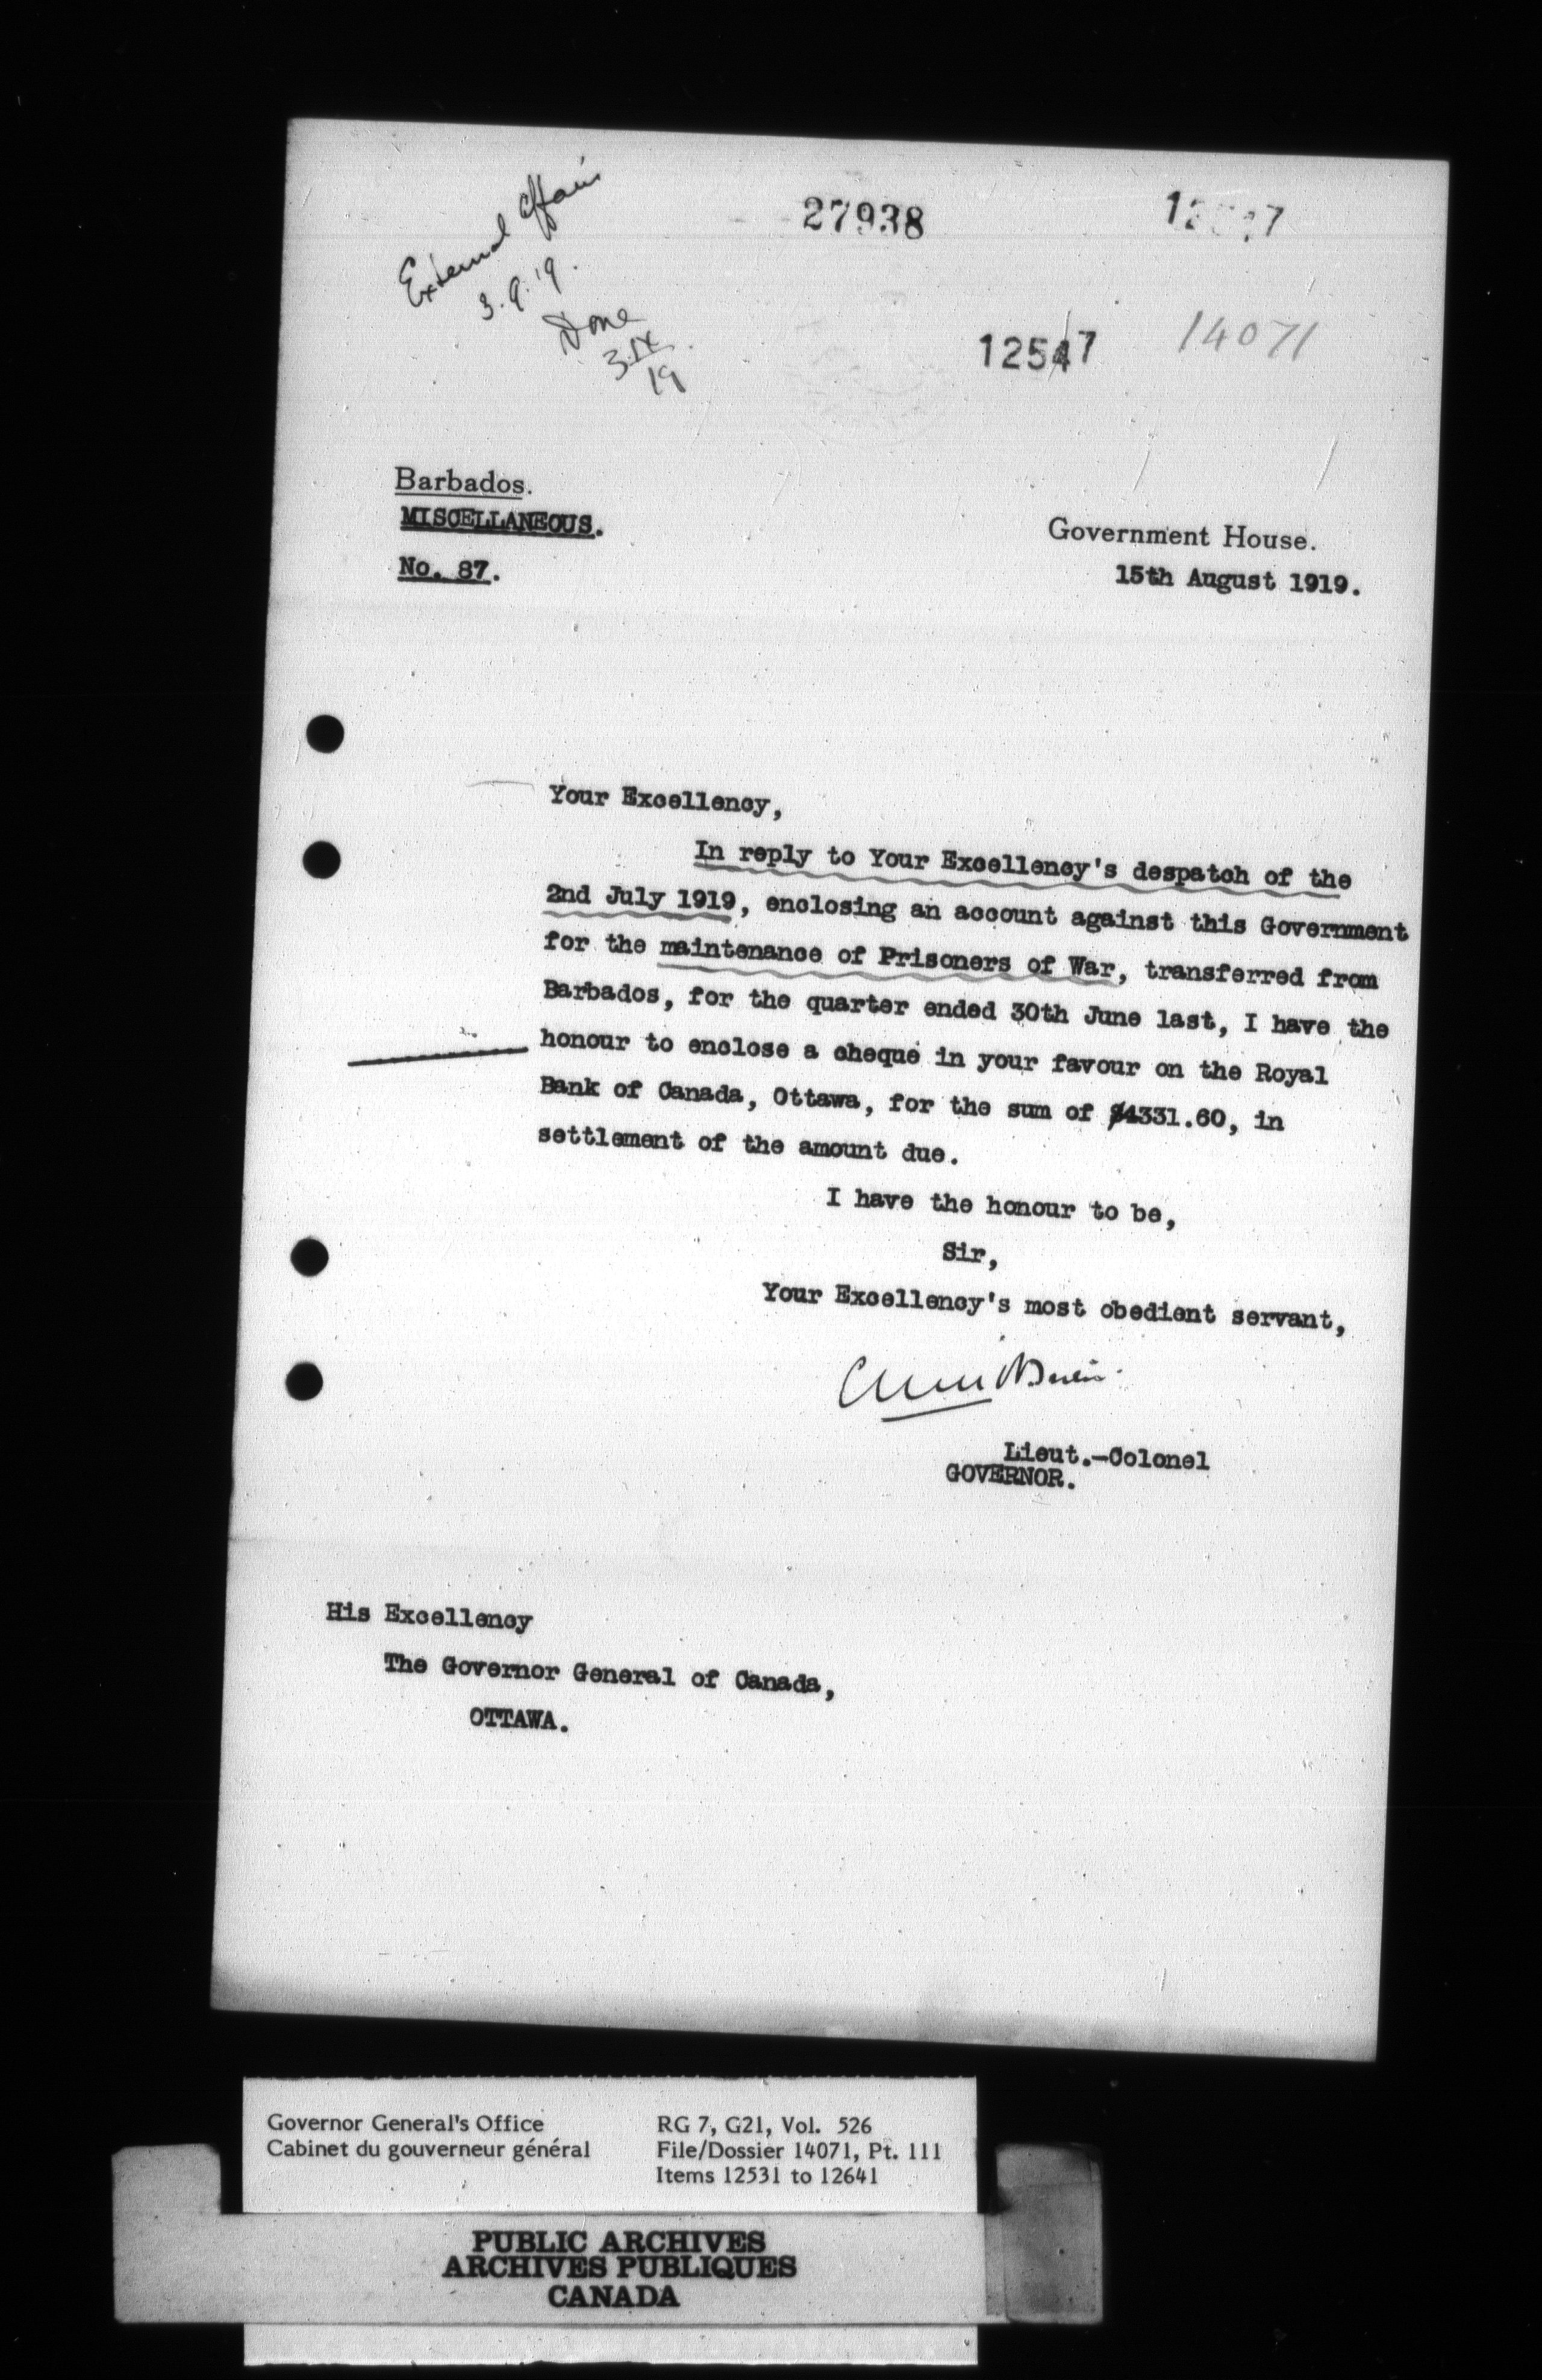 External Affairs
3.9.'9.
Done
3.IX
19
27938
12547
14071
Barbados.
MISCELLANEOUS.
No. 87.
Government House.
15th August 1919.
Your Excellency,
In reply to Your Excellency's despatch of the
2nd July 1919, enclosing an account against this Government
for the maintenance of Prisoners of War, transferred from
Barbados, for the quarter ended 30th June last, I have the
honour to enclose a cheque in your favour on the Royal
Bank of Canada, Ottawa, for the sum of $4331.60, in
settlement of the amount due.
I have the honour to be,
Sir,
Your Excellency's most obedient servant,
Lieut.-Colonel
GOVERNOR.
His Excellency
The Governor General of Canada,
OTTAWA.
Governor General's Office
Cabinet du gouverneur général
RG 7, G21, Vol. 526
File/Dossier 14071, Pt. 111
Items 12531 to 12641
PUBLIC ARCHIVES
ARCHIVES PUBLIQUES
CANADA